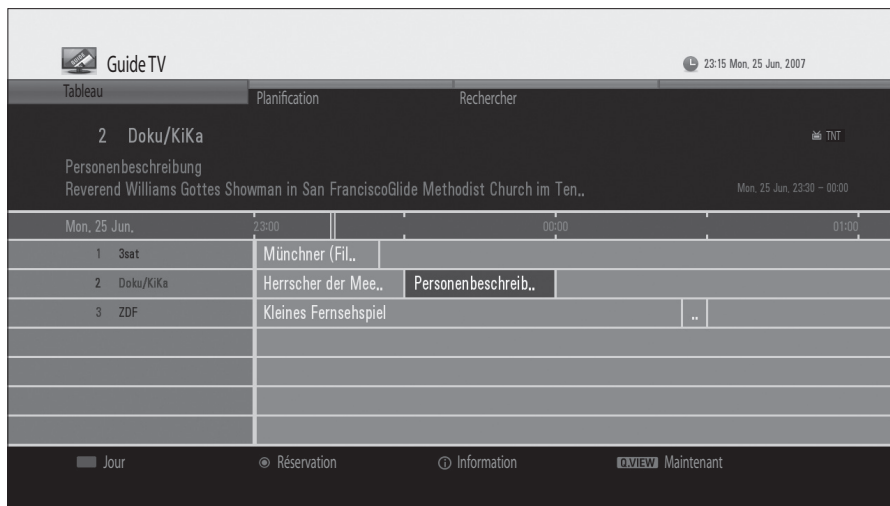 Guide TV
23:15 Mon, 25 Jun, 2007
Tableau Planification Rechercher
2 Doku/KiKa
TNT
Personenbeschreibung
Reverend Williams Gottes Showman in San FranciscoGlide Methodist Church im Ten..
Mon, 25 Jun, 23:30 – 00:00
Mon, 25 Jun, 23:00 00:00 01:00
1 3sat Münchner (Fil..
2 Doku/KiKa Herrscher der Mee.. Personenbeschreib..
3 ZDF Kleines Fernsehspiel ..
Jour Réservation Information Q.VIEW Maintenant